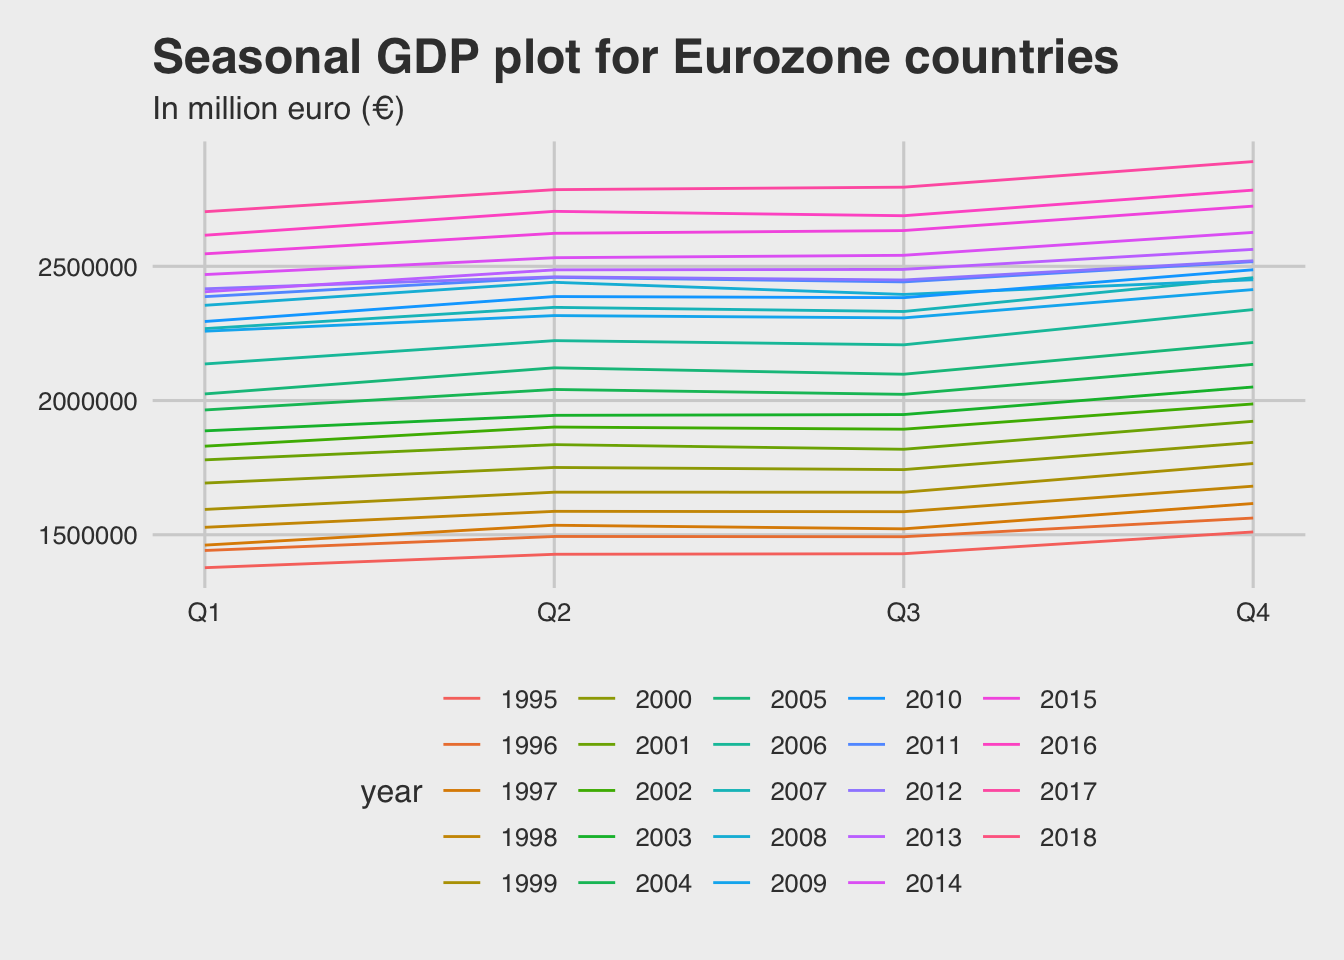 Seasonal GDP plot for Eurozone countries
In million euro (€)
2500000
2000000
1500000
Q1 Q2 Q3 Q4
1995 2000 2005 2010 2015
1996 2001 2006 2011 2016
year 1997 2002 2007 2012 2017
1998 2003 2008 2013 2018
1999 2004 2009 2014